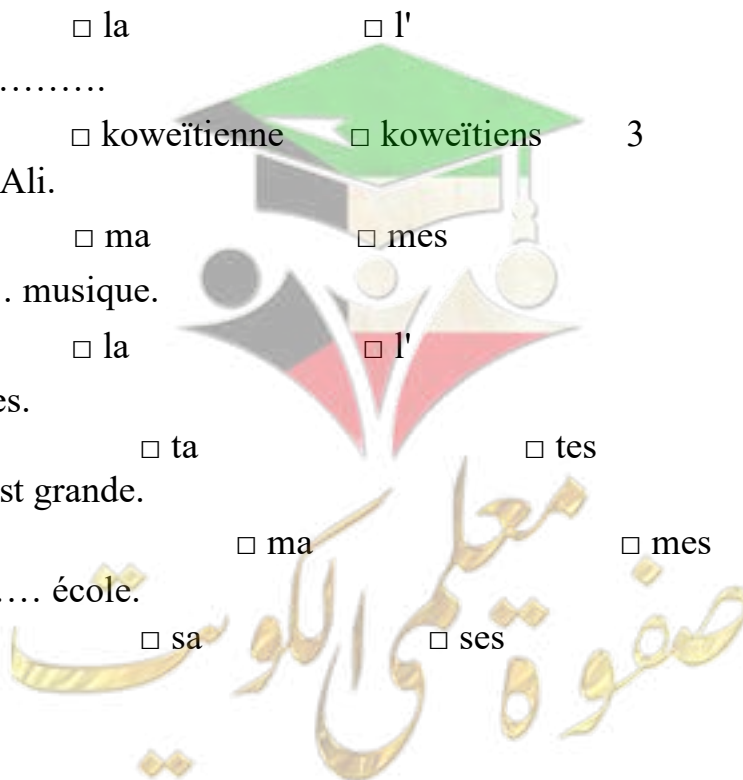 □ la □ l'
……….
□ koweïtienne □ koweïtiens 3
Ali.
□ ma □ mes
. musique.
□ la □ l'
es.
□ ta □ tes
st grande.
□ ma □ mes
…. école.
□ sa □ ses
صفوة معلمى الكويت